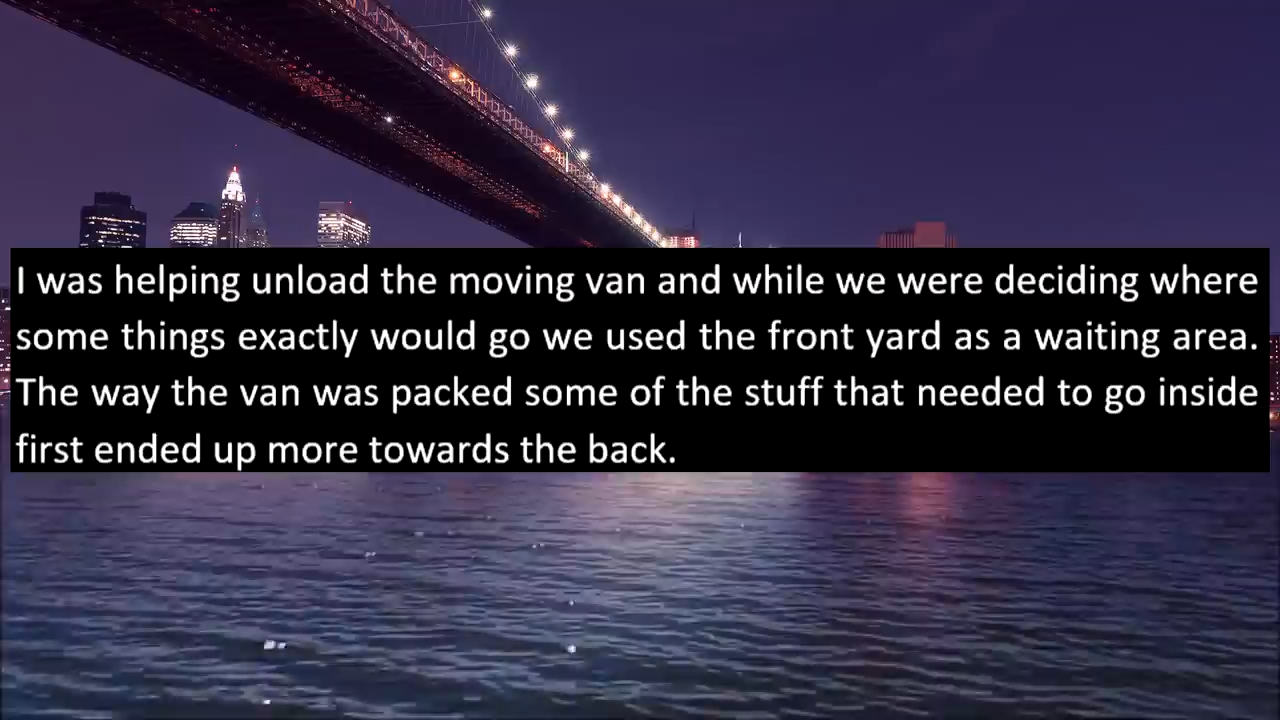 I was helping unload the moving van and while we were deciding where
some things exactly would go we used the front yard as a waiting area.
The way the van was packed some of the stuff that needed to go inside
first ended up more towards the back.